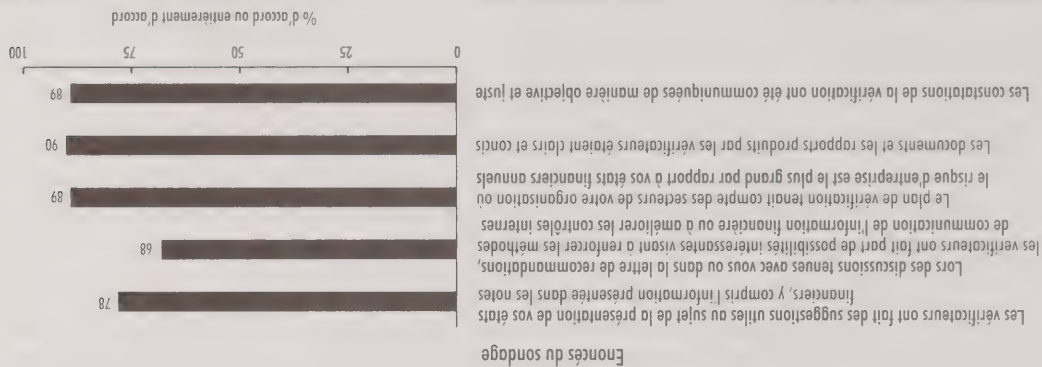 Enoncés du sondage
Les vérificateurs ont fait des suggestions utiles au sujet de la présentation de vos états
financiers, y compris l'information présentée dans les notes
78
Lors des discussions tenues avec vous ou dans la lettre de recommandations,
les vérificateurs ont fait part de possibilités intéressantes visant à renforcer les méthodes
de communication de l'information financière ou à améliorer les contrôles internes
68
Le plan de vérification tenait compte des secteurs de votre organisation où
le risque d'entreprise est le plus grand par rapport à vos états financiers annuels
89
Les documents et les rapports produits par les vérificateurs étaient clairs et concis
90
Les constatations de la vérification ont été communiquées de manière objective et juste
89
0 25 50 75 100
% d'accord ou entièrement d'accord